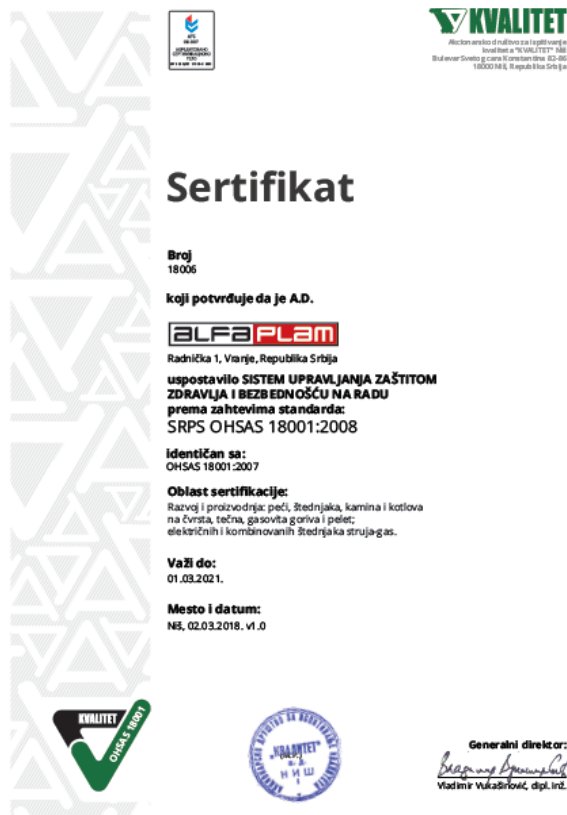 KVALITET
Akcionarsko društvo za ispitivanje
kvaliteta "KVALITET" Niš
Bulevar Svetog cara Konstantina 82-86
18000 Niš, Republika Srbija
Sertifikat
Broj
18006
koji potvrđuje da je A.D.
ALFA PLAM
Radnička 1, Vranje, Republika Srbija
uspostavilo SISTEM UPRAVLJANJA ZAŠTITOM
ZDRAVLJA I BEZBEDNOŠĆU NA RADU
prema zahtevima standarda:
SRPS OHSAS 18001:2008
identičan sa:
OHSAS 18001:2007
Oblast sertifikacije:
Razvoj i proizvodnja: peći, štednjaka, kamina i kotlova
na čvrsta, tečna, gasovita goriva i pelet;
električnih i kombinovanih štednjaka struja-gas.
Važi do:
01.03.2021.
Mesto i datum:
Niš, 02.03.2018. v1.0
KVALITET
OHSAS 18001
"КВАЛИТЕТ"
НИШ
Generalni direktor:
Vladimir Vukašinović, dipl. inž.